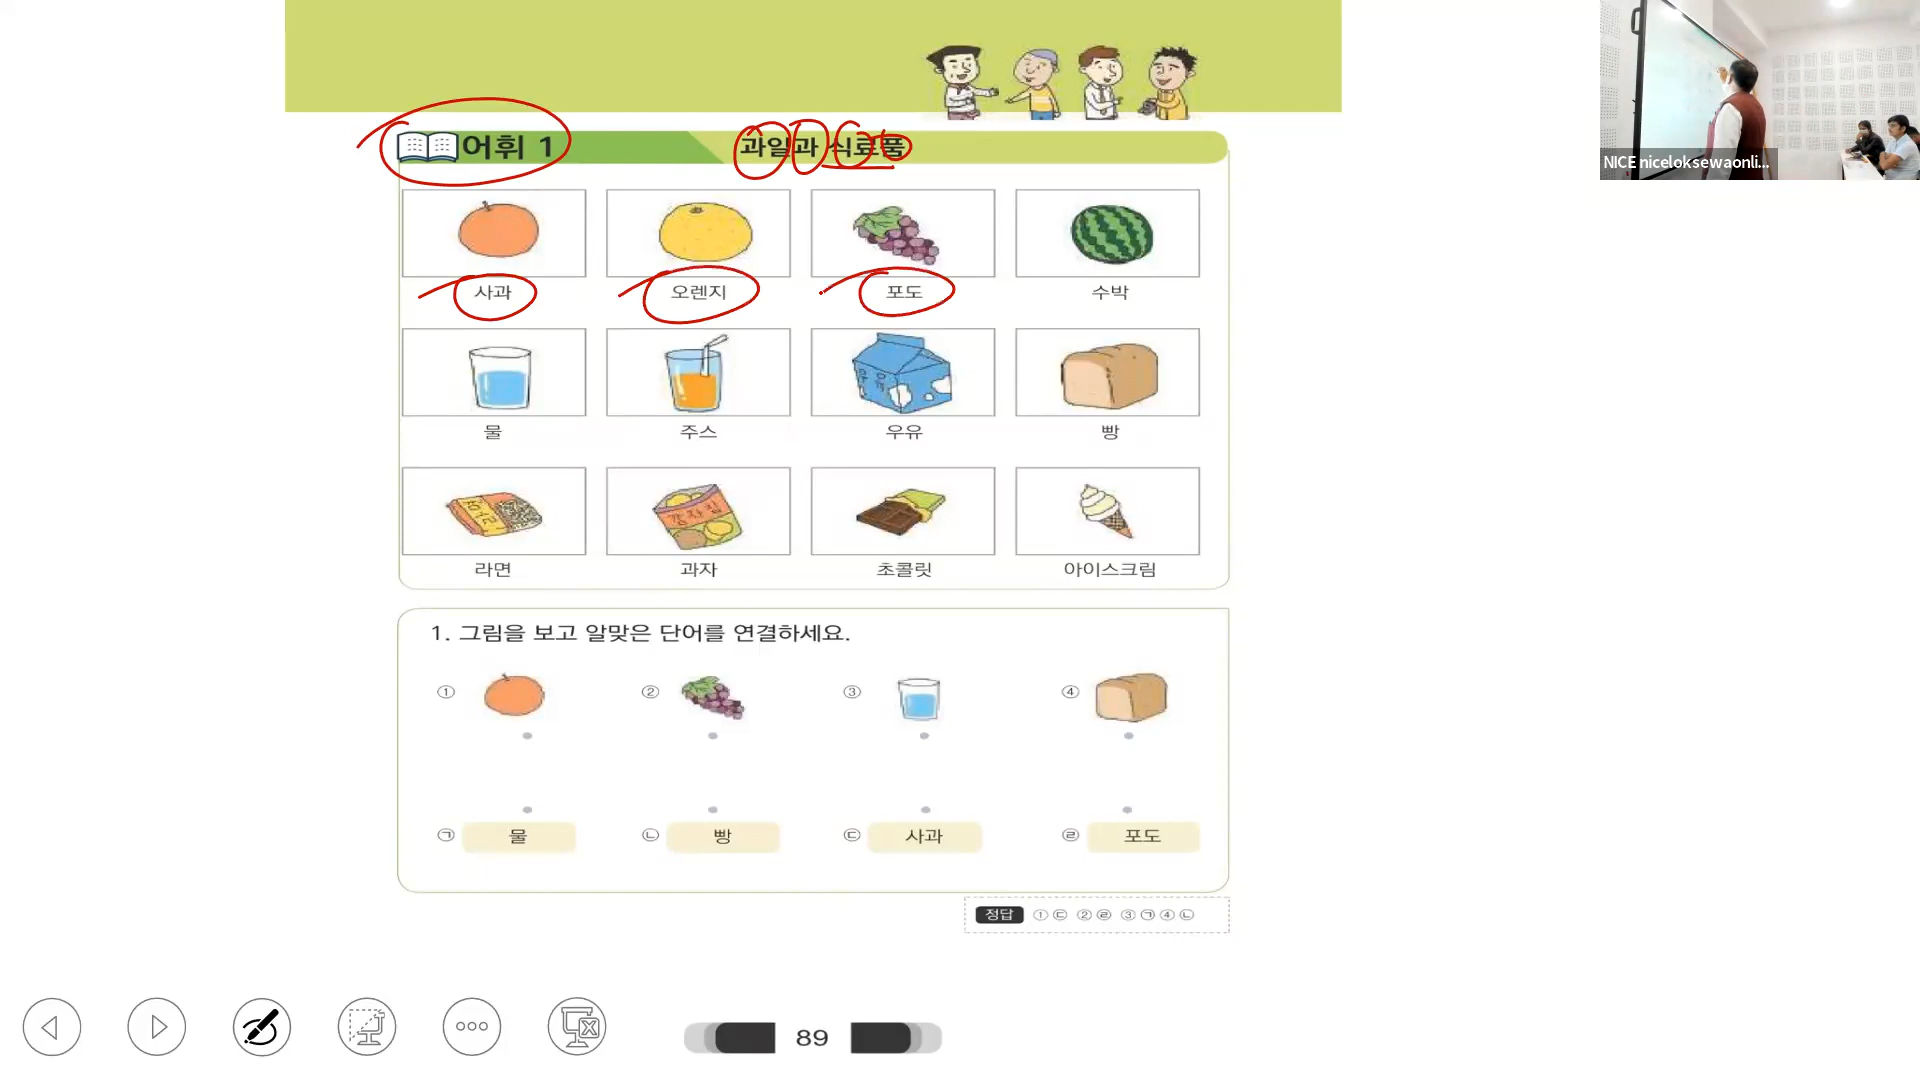 어휘 1 과일과 식료품
사과 오렌지 포도 수박
우유
물 주스 우유 빵
라면 과자 초콜릿 아이스크림
1. 그림을 보고 알맞은 단어를 연결하세요.
① ② ③ ④
㉠ 물 ㉡ 빵 ㉢ 사과 ㉣ 포도
정답 ①㉢ ②㉣ ③㉠ ④㉡
89
NICE niceloksewaonli...